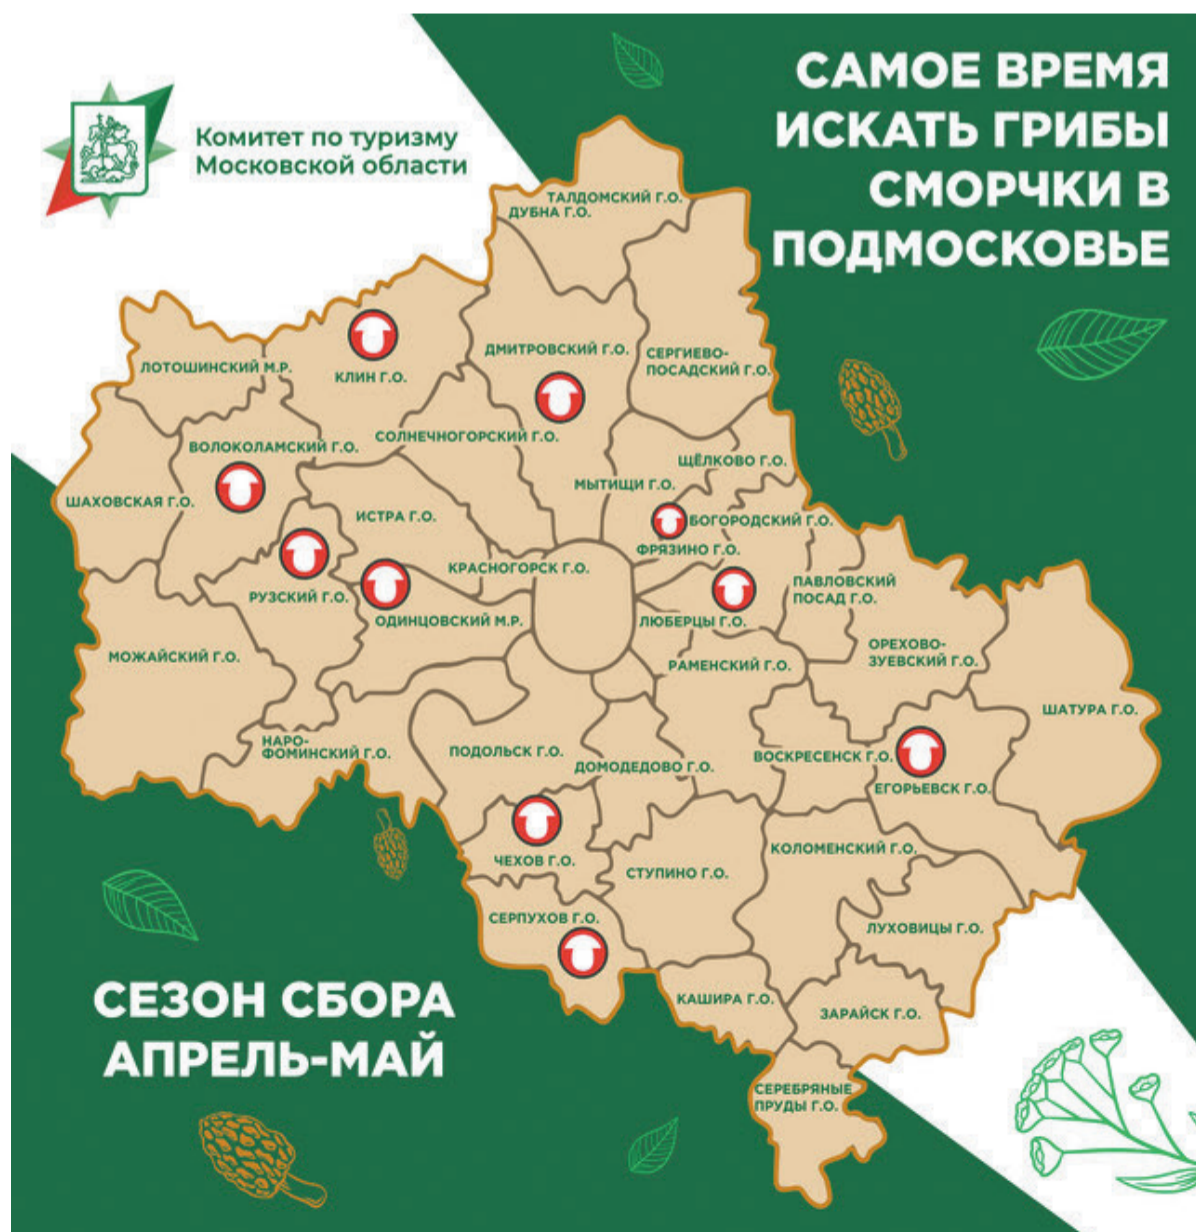 САМОЕ ВРЕМЯ
ИСКАТЬ ГРИБЫ
СМОРЧКИ В
ПОДМОСКОВЬЕ
Комитет по туризму
Московской области
ТАЛДОМСКИЙ Г.О.
ДУБНА Г.О.
ДМИТРОВСКИЙ Г.О.
СЕРГИЕВО-
ПОСАДСКИЙ Г.О.
ЛОТОШИНСКИЙ М.Р.
КЛИН Г.О.
СОЛНЕЧНОГОРСКИЙ Г.О.
ВОЛОКОЛАМСКИЙ Г.О.
ЩЁЛКОВО Г.О.
МЫТИЩИ Г.О.
ШАХОВСКАЯ Г.О.
ИСТРА Г.О.
БОГОРОДСКИЙ Г.О.
ФРЯЗИНО Г.О.
КРАСНОГОРСК Г.О.
ПАВЛОВСКИЙ
ПОСАД Г.О.
РУЗСКИЙ Г.О.
ОДИНЦОВСКИЙ М.Р.
ЛЮБЕРЦЫ Г.О.
ОРЕХОВО-
ЗУЕВСКИЙ Г.О.
МОЖАЙСКИЙ Г.О.
РАМЕНСКИЙ Г.О.
ШАТУРА Г.О.
НАРО-
ФОМИНСКИЙ Г.О.
ПОДОЛЬСК Г.О.
ДОМОДЕДОВО Г.О.
ВОСКРЕСЕНСК Г.О.
ЕГОРЬЕВСК Г.О.
ЧЕХОВ Г.О.
СТУПИНО Г.О.
КОЛОМЕНСКИЙ Г.О.
СЕРПУХОВ Г.О.
ЛУХОВИЦЫ Г.О.
КАШИРА Г.О.
ЗАРАЙСК Г.О.
СЕРЕБРЯНЫЕ
ПРУДЫ Г.О.
СЕЗОН СБОРА
АПРЕЛЬ-МАЙ